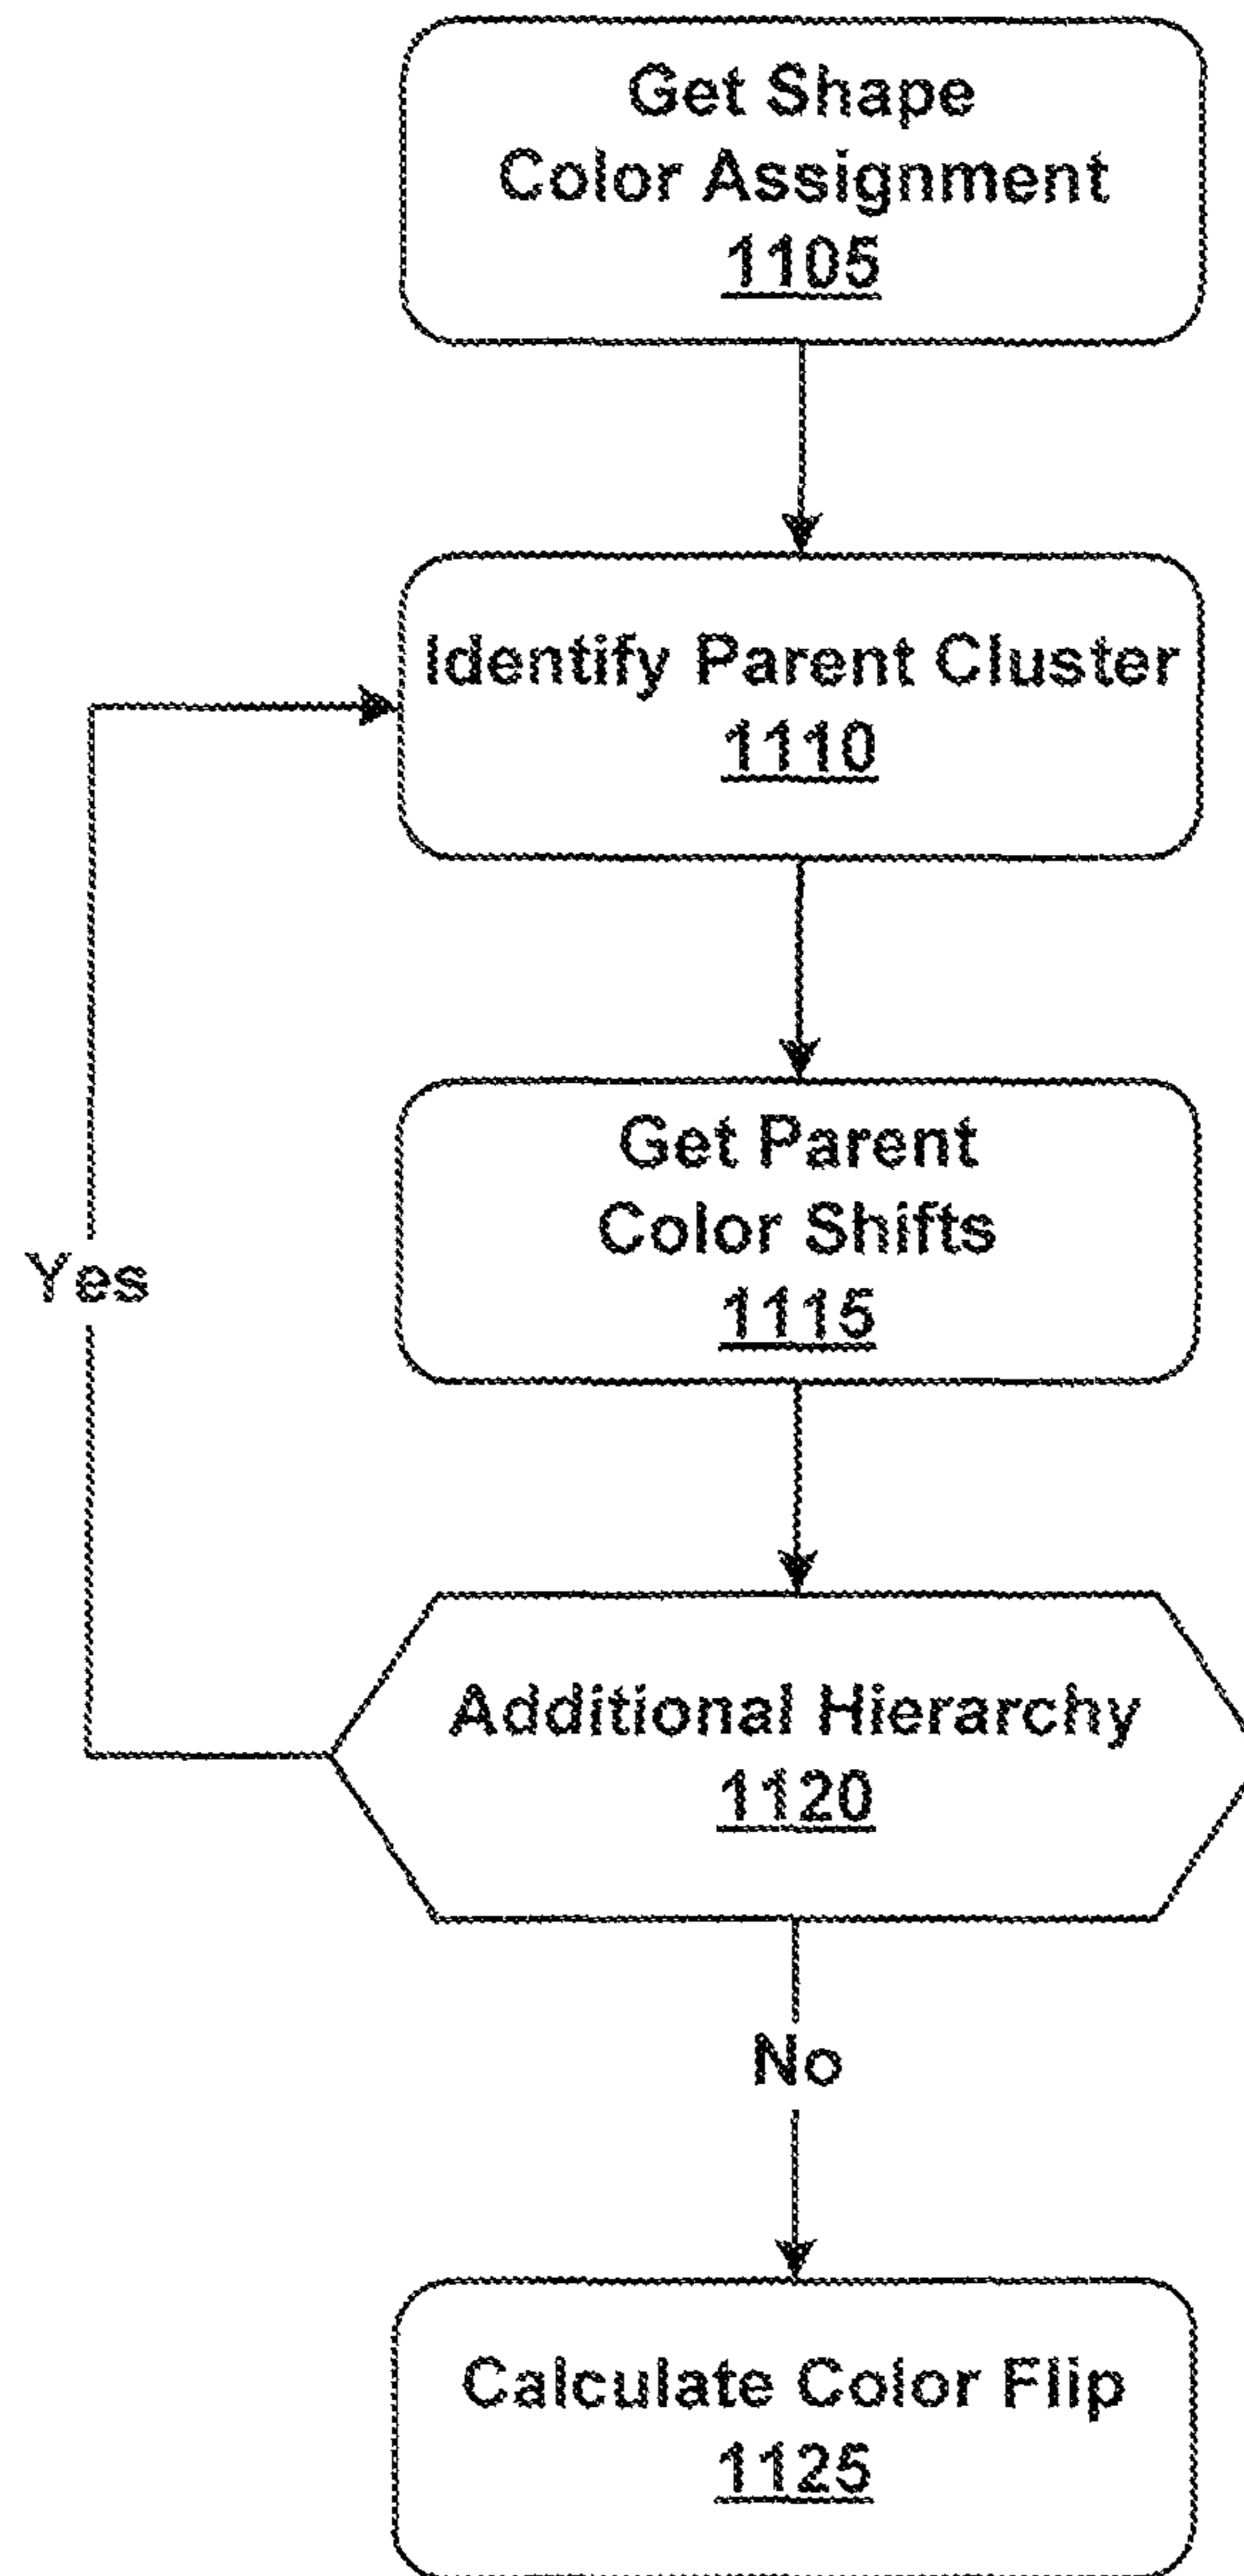 Get Shape
Color Assignment
1105
Identify Parent Cluster
1110
Get Parent
Color Shifts
1115
Yes
Additional Hierarchy
1120
No
Calculate Color Flip
1125